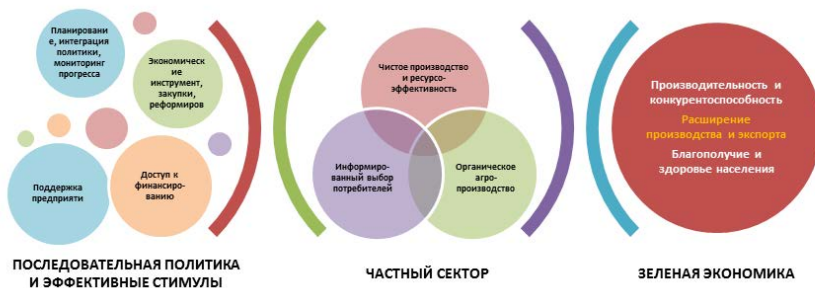 Планировани
е, интеграция
политики,
мониторинг
прогресса
Экономическ
ие
инструмент,
закупки,
реформиров
Поддержка
предприяти
Доступ к
финансиро-
ванию
ПОСЛЕДОВАТЕЛЬНАЯ ПОЛИТИКА
И ЭФФЕКТИВНЫЕ СТИМУЛЫ
Чистое производство
и ресурсо-
эффективность
Информиро-
ванный выбор
потребителей
Органическое
агро-
производство
ЧАСТНЫЙ СЕКТОР
Производительность и
конкурентоспособность
Расширение
производства и экспорта
Благополучие и
здоровье населения
ЗЕЛЕНАЯ ЭКОНОМИКА